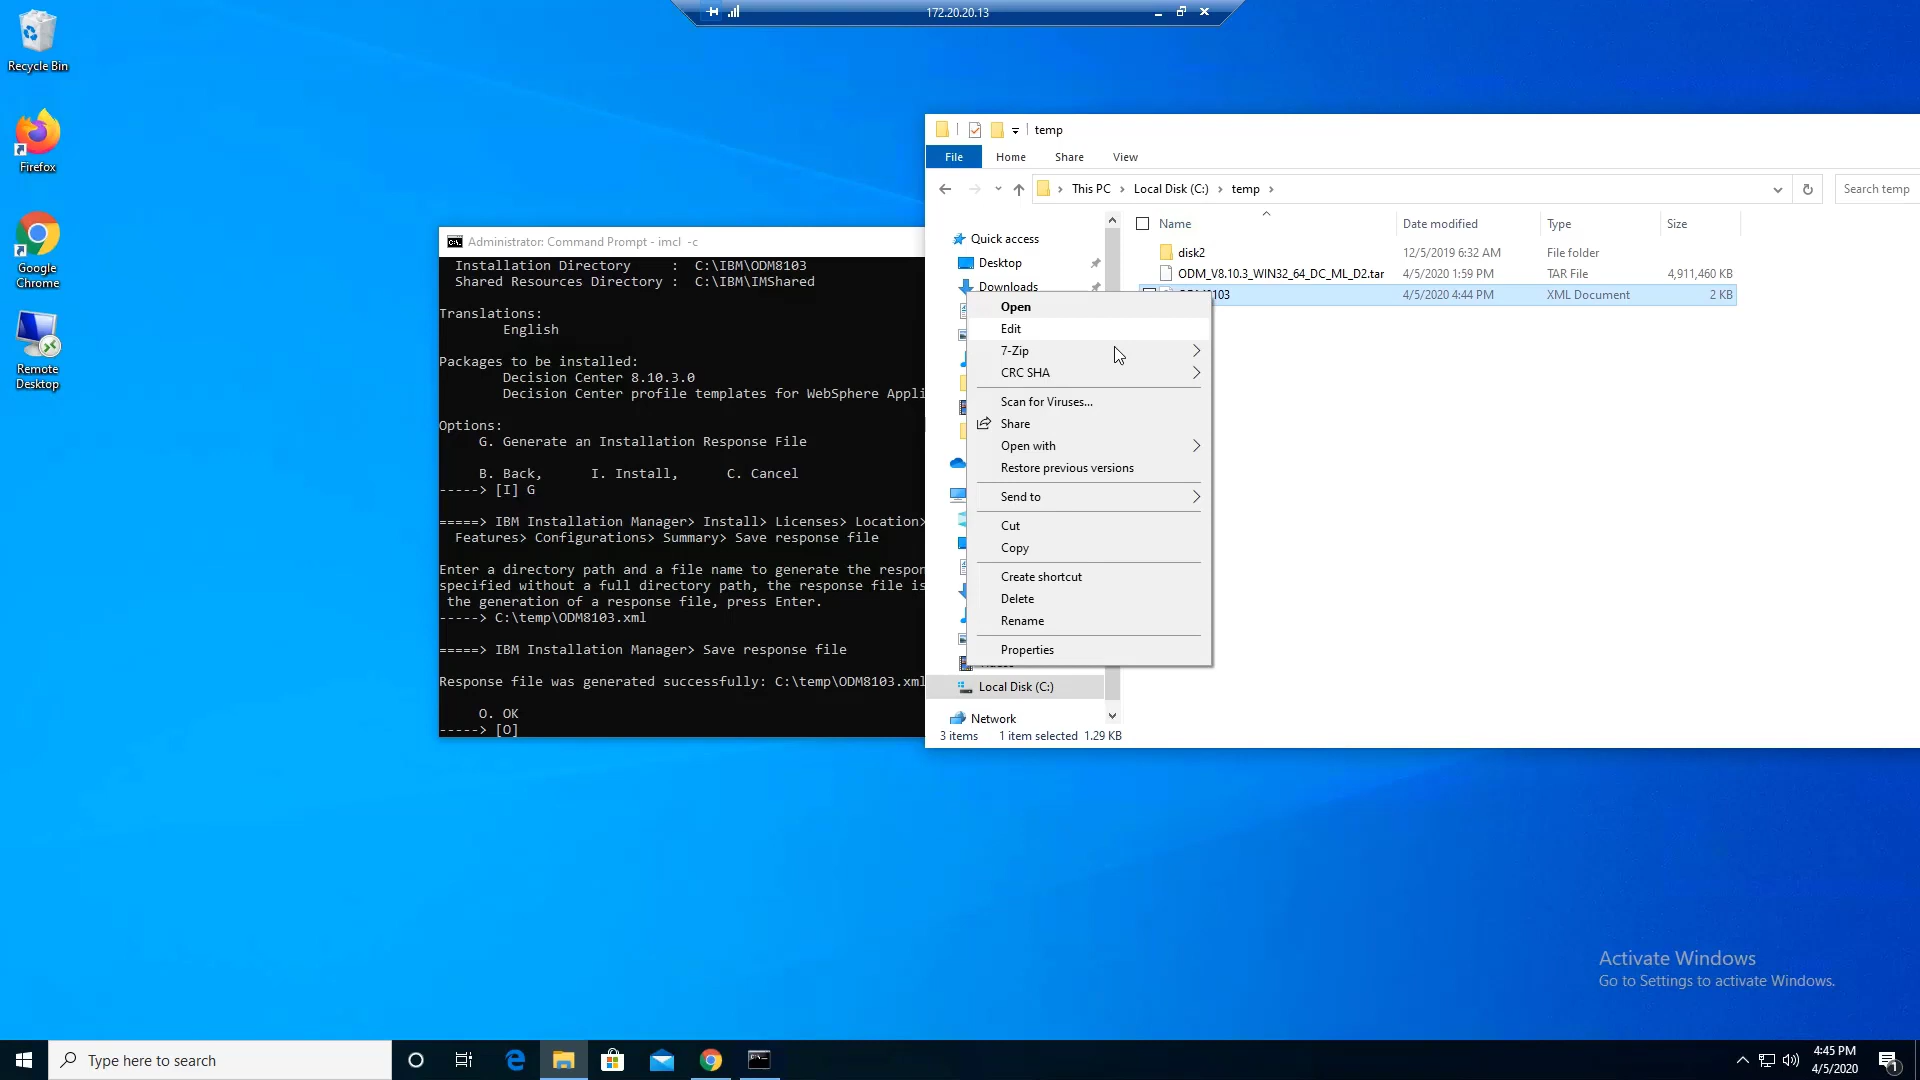 172.20.20.13
Recycle Bin
Firefox
Google
Chrome
Remote
Desktop
Administrator: Command Prompt - imcl -c
Installation Directory : C:\IBM\ODM8103
Shared Resources Directory : C:\IBM\IMShared
Translations:
English
Packages to be installed:
Decision Center 8.10.3.0
Decision Center profile templates for WebSphere Appli
Options:
G. Generate an Installation Response File
B. Back, I. Install, C. Cancel
-----> [I] G
=====> IBM Installation Manager> Install> Licenses> Location>
Features> Configurations> Summary> Save response file
Enter a directory path and a file name to generate the respon
specified without a full directory path, the response file is
the generation of a response file, press Enter.
-----> C:\temp\ODM8103.xml
=====> IBM Installation Manager> Save response file
Response file was generated successfully: C:\temp\ODM8103.xml
O. OK
-----> [O]
temp
File Home Share View
This PC > Local Disk (C:) > temp >
Search temp
Name Date modified Type Size
Quick access
Desktop
Downloads
disk2 12/5/2019 6:32 AM File folder
ODM_V8.10.3_WIN32_64_DC_ML_D2.tar 4/5/2020 1:59 PM TAR File 4,911,460 KB
4/5/2020 4:44 PM XML Document 2 KB
Open
Edit
7-Zip
CRC SHA
Scan for Viruses...
Share
Open with
Restore previous versions
Send to
Cut
Copy
Create shortcut
Delete
Rename
Properties
Local Disk (C:)
Network
3 items 1 item selected 1.29 KB
Activate Windows
Go to Settings to activate Windows.
Type here to search
4:45 PM
4/5/2020
1